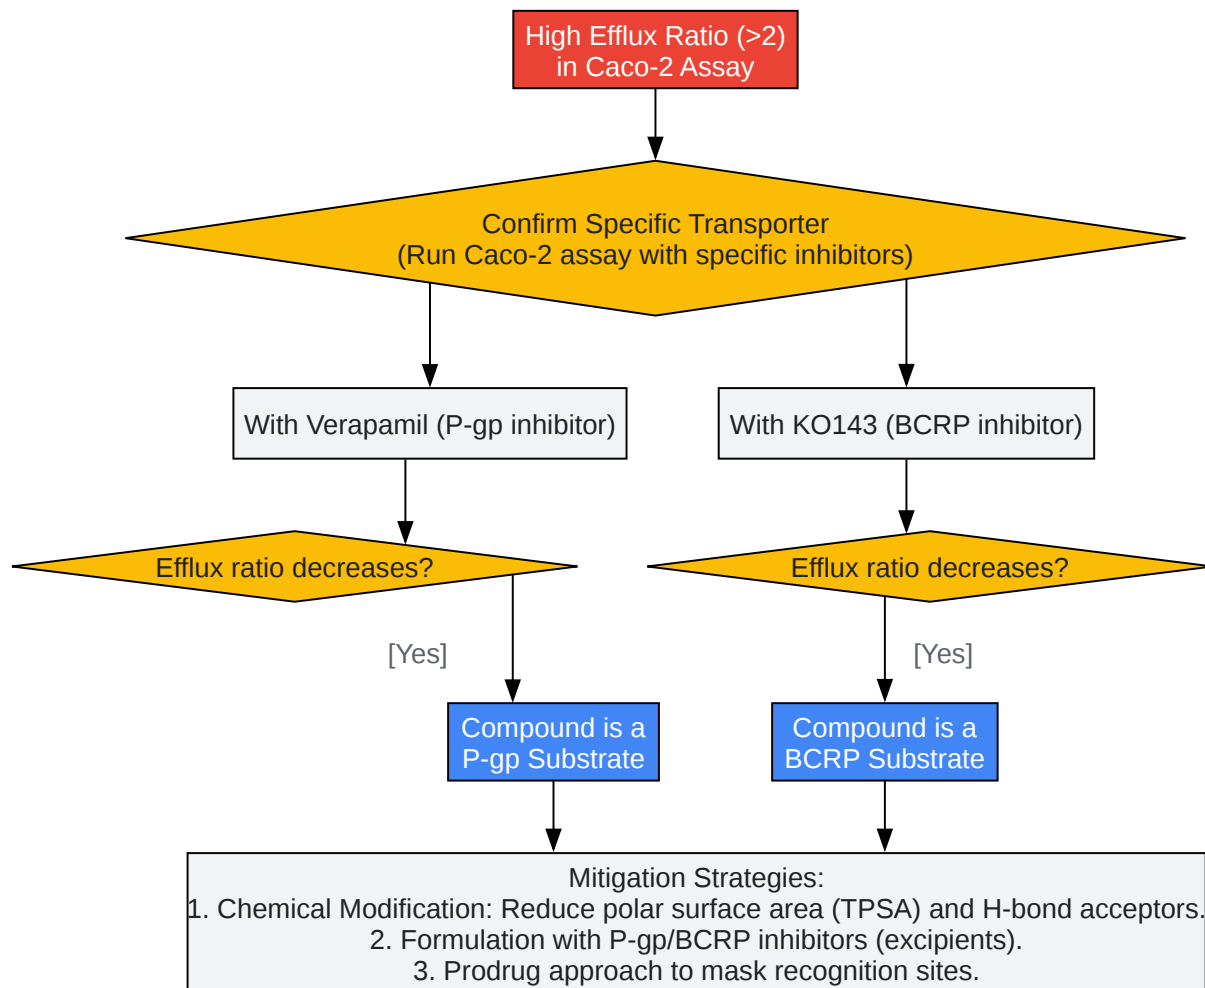 High Efflux Ratio (>2)
in Caco-2 Assay
Confirm Specific Transporter
(Run Caco-2 assay with specific inhibitors)
With Verapamil (P-gp inhibitor)
With KO143 (BCRP inhibitor)
Efflux ratio decreases?
Efflux ratio decreases?
[Yes]
[Yes]
Compound is a
P-gp Substrate
Compound is a
BCRP Substrate
Mitigation Strategies:
1. Chemical Modification: Reduce polar surface area (TPSA) and H-bond acceptors.
2. Formulation with P-gp/BCRP inhibitors (excipients).
3. Prodrug approach to mask recognition sites.